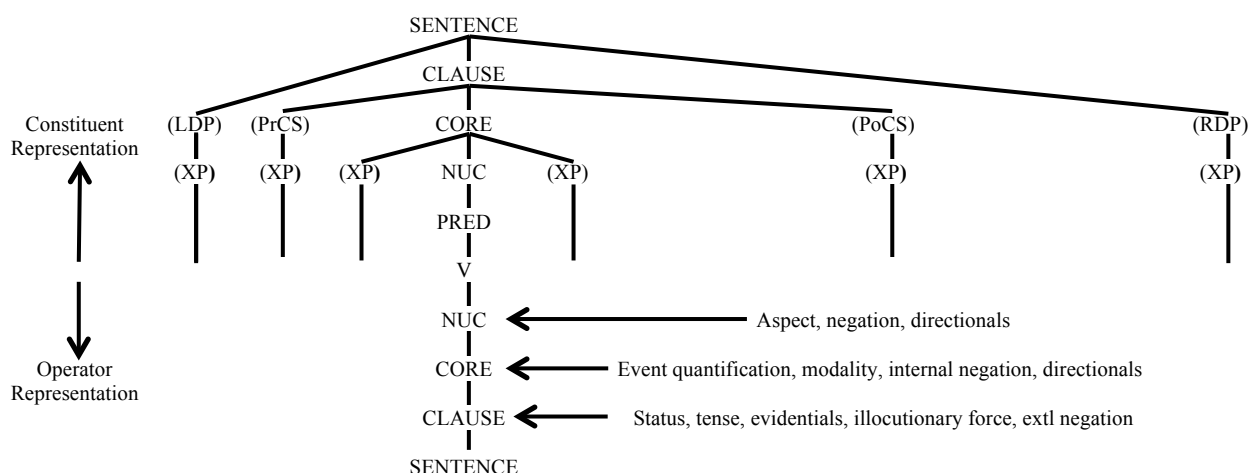 SENTENCE
CLAUSE
Constituent Representation
(LDP) (PrCS) CORE (PoCS) (RDP)
(XP) (XP) (XP) NUC (XP) (XP) (XP)
PRED
V
NUC Aspect, negation, directionals
Operator Representation
CORE Event quantification, modality, internal negation, directionals
CLAUSE Status, tense, evidentials, illocutionary force, extl negation
SENTENCE